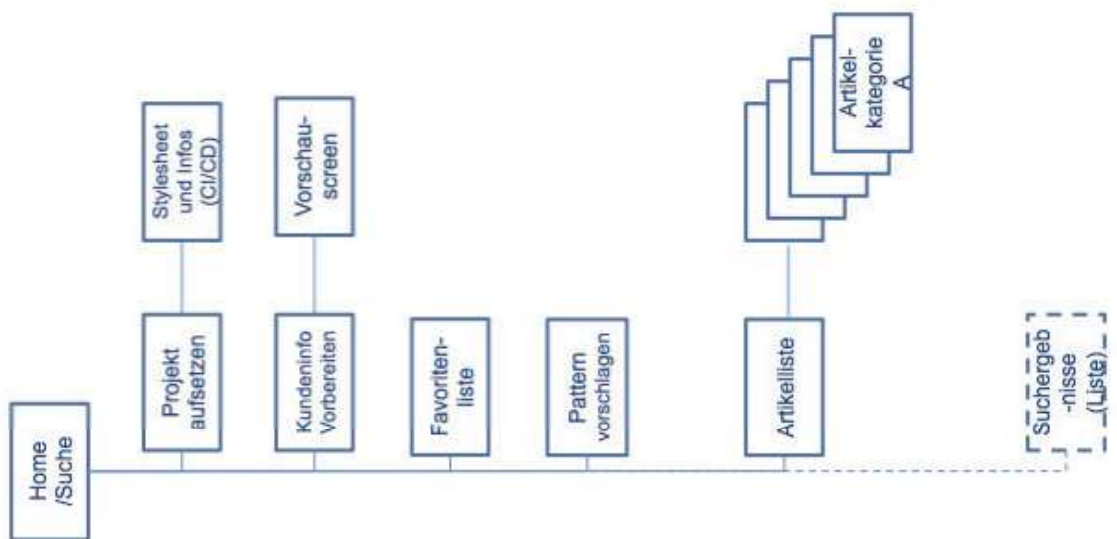 Home
/Suche
Projekt
aufsetzen
Stylesheet
und Infos
(CI/CD)
Kundeninfo
Vorbereiten
Vorschau-
screen
Favoriten-
liste
Pattern
vorschlagen
Artikelliste
Artikel-
kategorie
A
Suchergeb
-nisse
(Liste)